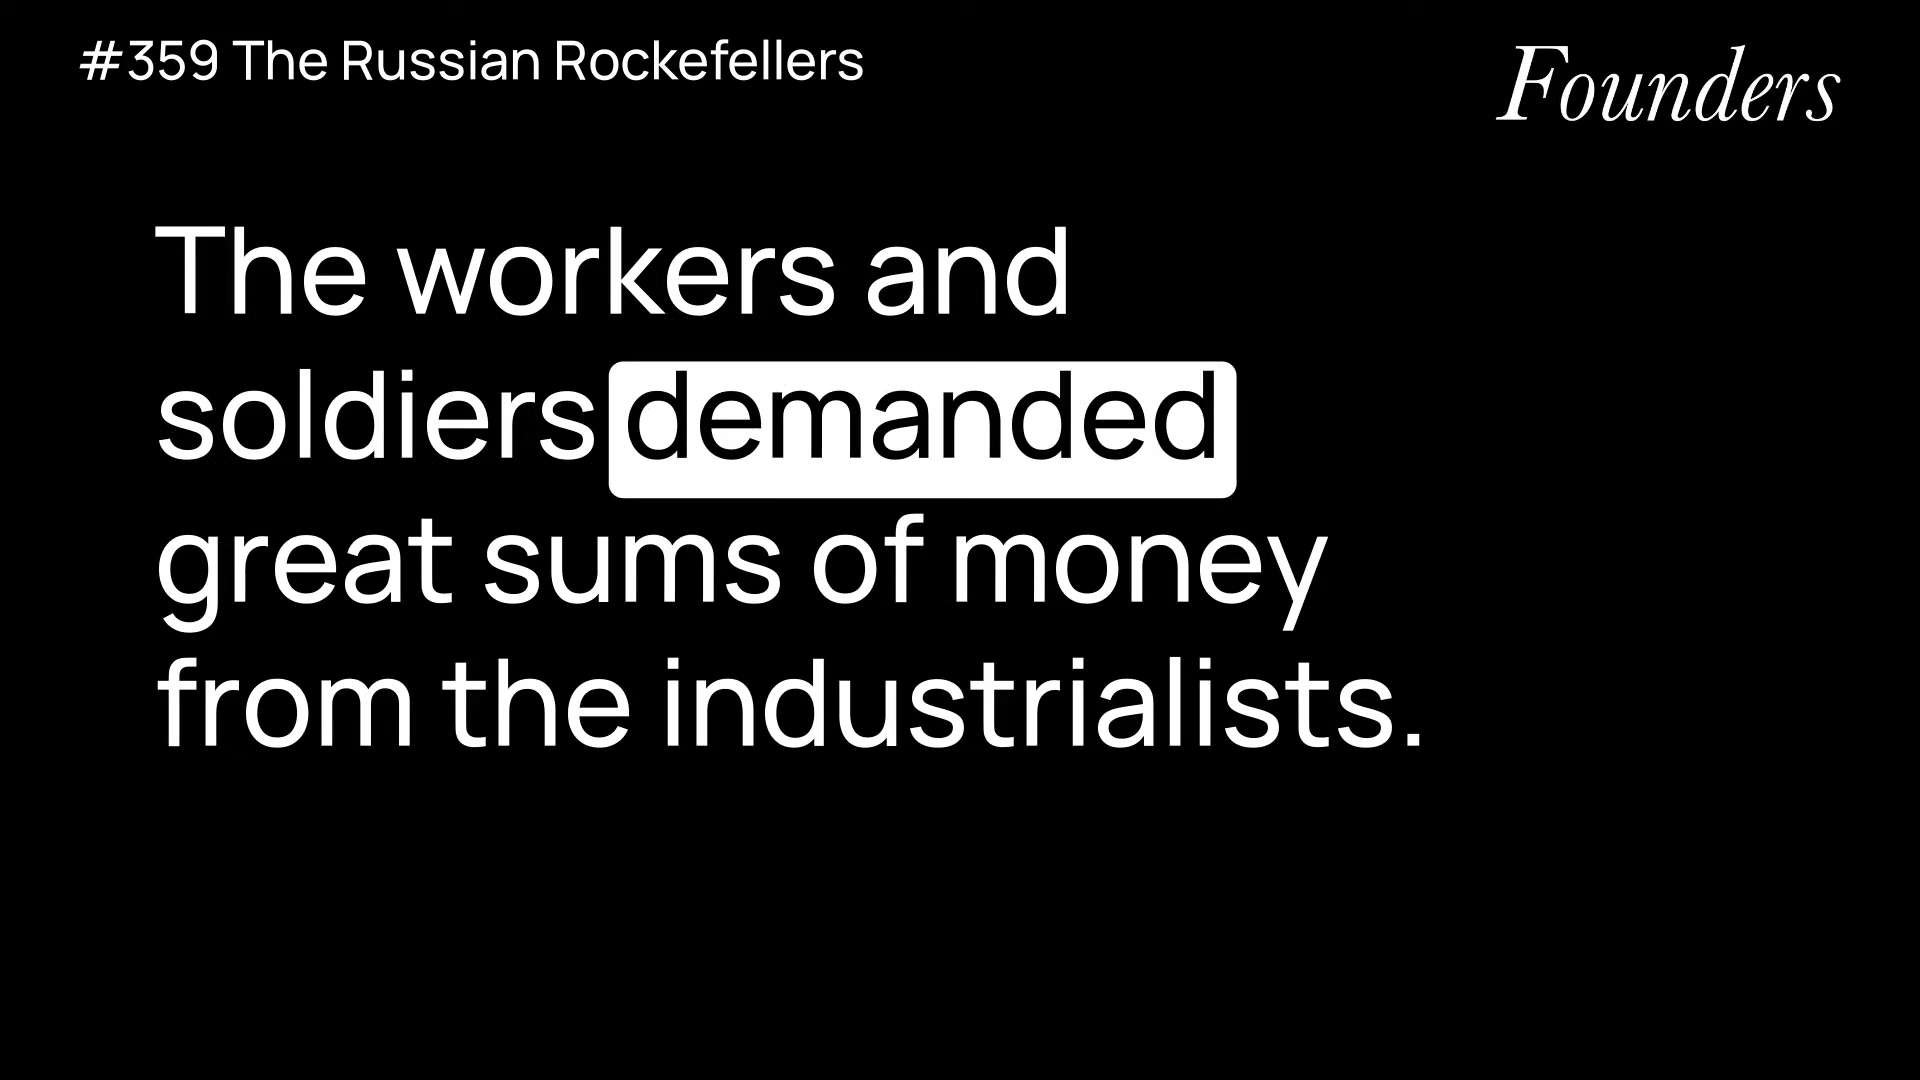 #359 The Russian Rockefellers
Founders
The workers and
soldiers demanded
great sums of money
from the industrialists.